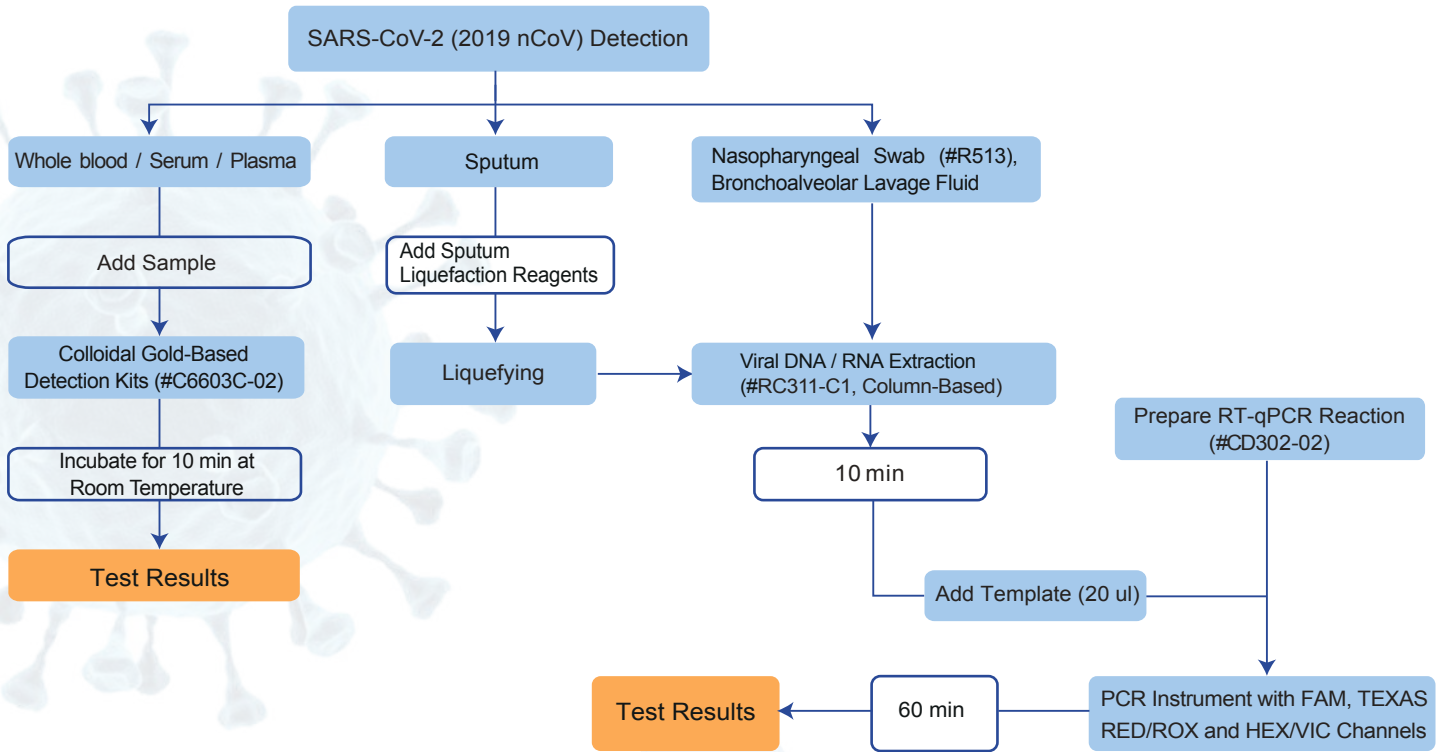 SARS-CoV-2 (2019 nCoV) Detection
Whole blood / Serum / Plasma
Sputum
Nasopharyngeal Swab (#R513),
Bronchoalveolar Lavage Fluid
Add Sample
Add Sputum
Liquefaction Reagents
Colloidal Gold-Based
Detection Kits (#C6603C-02)
Liquefying
Viral DNA / RNA Extraction
(#RC311-C1, Column-Based)
Prepare RT-qPCR Reaction
(#CD302-02)
Incubate for 10 min at
Room Temperature
10 min
Test Results
Add Template (20 ul)
Test Results
60 min
PCR Instrument with FAM, TEXAS
RED/ROX and HEX/VIC Channels